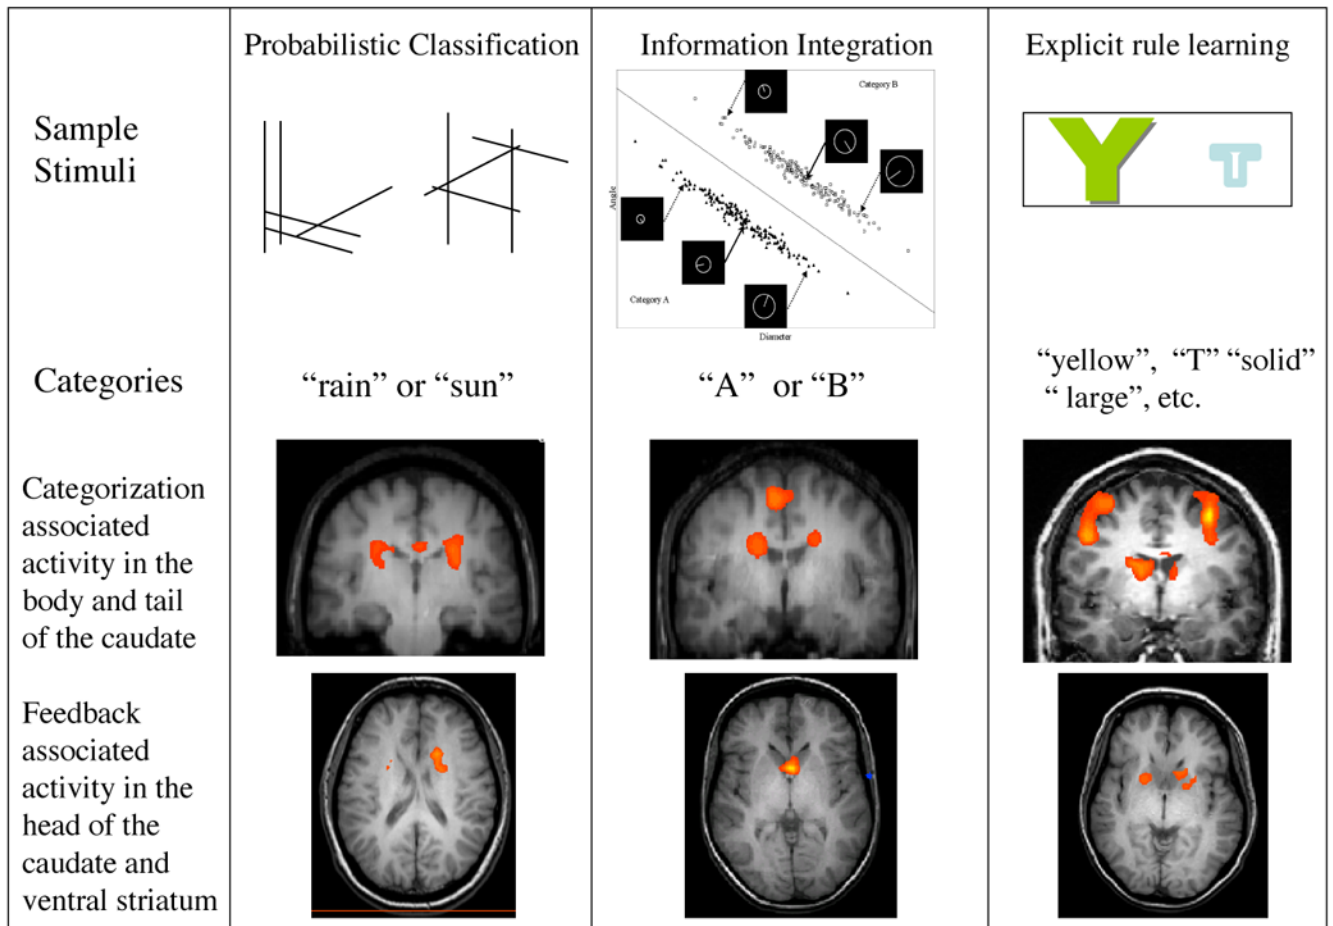 Probabilistic Classification
Information Integration
Explicit rule learning
Sample
Stimuli
Category B
Angle
Category A
Diameter
Y
T
Categories
“rain” or “sun”
“A” or “B”
“yellow”, “T” “solid”
“ large”, etc.
Categorization
associated
activity in the
body and tail
of the caudate
Feedback
associated
activity in the
head of the
caudate and
ventral striatum